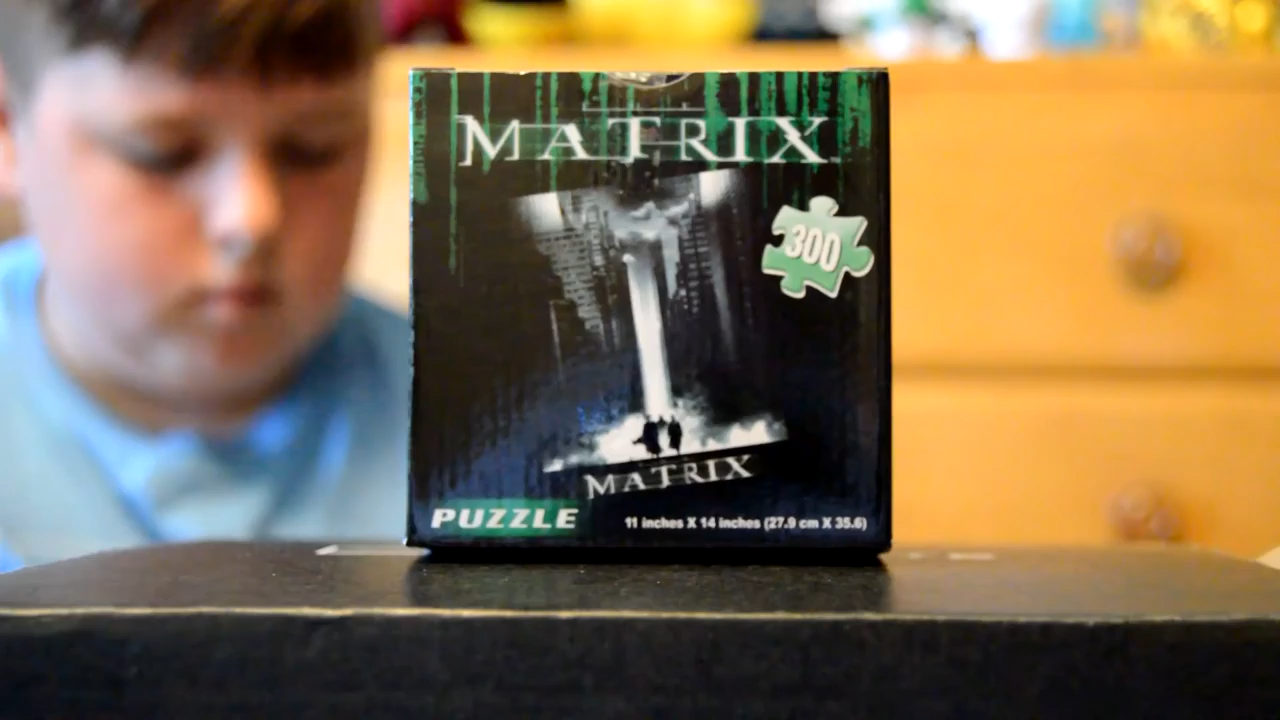 MATRIX
300
MATRIX
PUZZLE
11 inches X 14 inches (27.9 cm X 35.6)